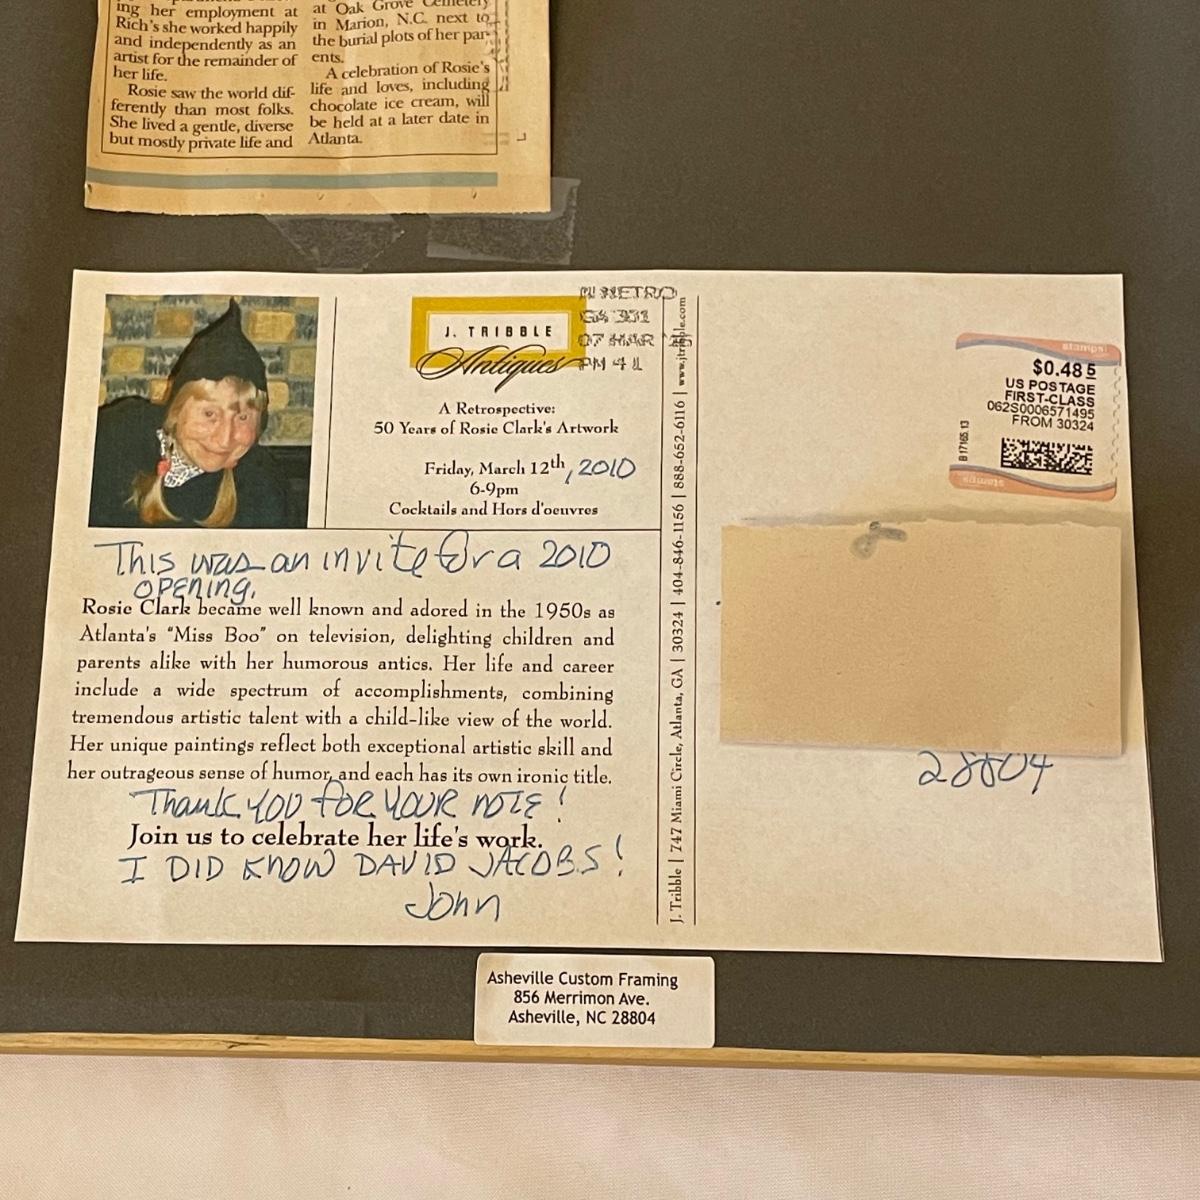 ing her employment at
Rich's she worked happily
and independently as an
artist for the remainder of
her life.
Rosie saw the world dif-
ferently than most folks.
She lived a gentle, diverse
but mostly private life and
at Oak Grove Cemetery
in Marion, N.C. next to
the burial plots of her par-
ents.
A celebration of Rosie's
life and loves, including
chocolate ice cream, will
be held at a later date in
Atlanta.
J. TRIBBLE
Antiques
METRO
07 MAR
PM 4 L
A Retrospective:
50 Years of Rosie Clark's Artwork
Friday, March 12th, 2010
6-9pm
Cocktails and Hors d'oeuvres
This was an invite for a 2010
OPENING.
Rosie Clark became well known and adored in the 1950s as
Atlanta's "Miss Boo" on television, delighting children and
parents alike with her humorous antics. Her life and career
include a wide spectrum of accomplishments, combining
tremendous artistic talent with a child-like view of the world.
Her unique paintings reflect both exceptional artistic skill and
her outrageous sense of humor, and each has its own ironic title.
Thank YOU FOR YOUR NOTE!
Join us to celebrate her life's work.
I DID KNOW DAVID JACOBS!
John
J. Tribble | 747 Miami Circle, Atlanta, GA | 30324 | 404-846-1156 | 888-652-6116 | www.jtribble.com
stamps
$0.48 5
US POSTAGE
FIRST-CLASS
062S0006571495
FROM 30324
stamps
28804
Asheville Custom Framing
856 Merrimon Ave.
Asheville, NC 28804